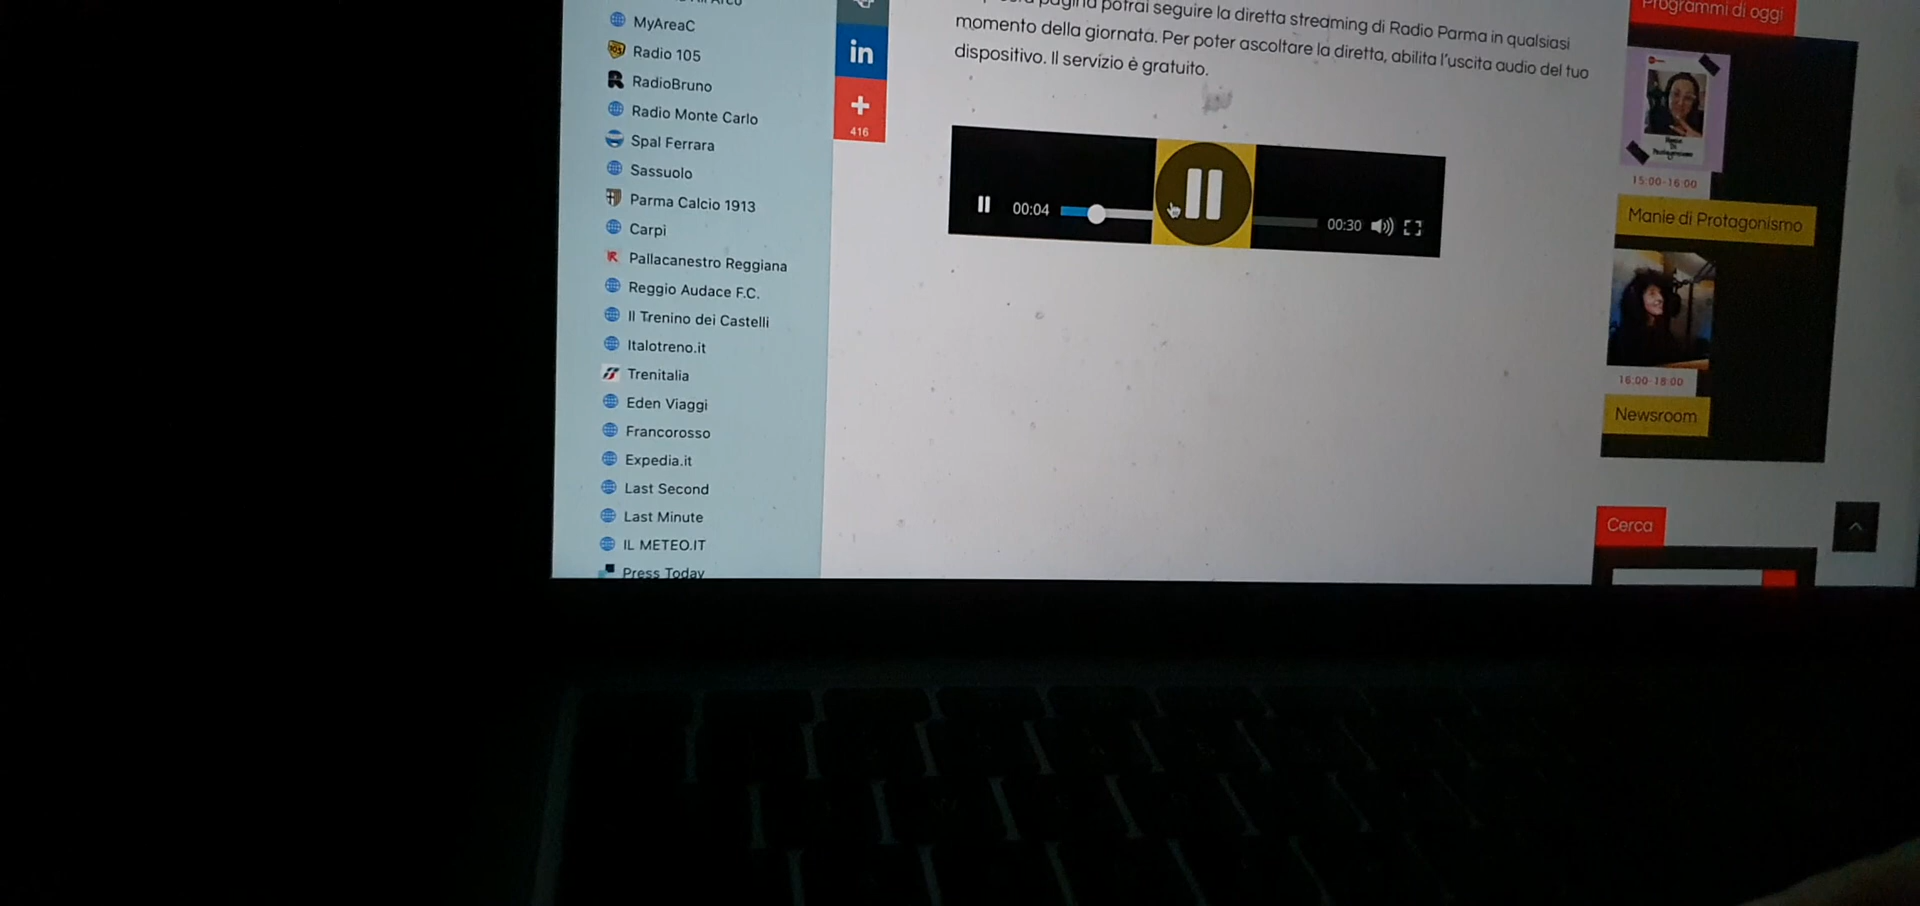 MyAreaC
Radio 105
RadioBruno
Radio Monte Carlo
Spal Ferrara
Sassuolo
Parma Calcio 1913
Carpi
Pallacanestro Reggiana
Reggio Audace F.C.
Il Trenino dei Castelli
Italotreno.it
Trenitalia
Eden Viaggi
Francorosso
Expedia.it
Last Second
Last Minute
IL METEO.IT
Press Today
in
+
416
pagina potrai seguire la diretta streaming di Radio Parma in qualsiasi
momento della giornata. Per poter ascoltare la diretta, abilita l'uscita audio del tuo
dispositivo. Il servizio è gratuito.
00:04
00:30
Programmi di oggi
15:00-16:00
Manie di Protagonismo
16:00-18:00
Newsroom
Cerca